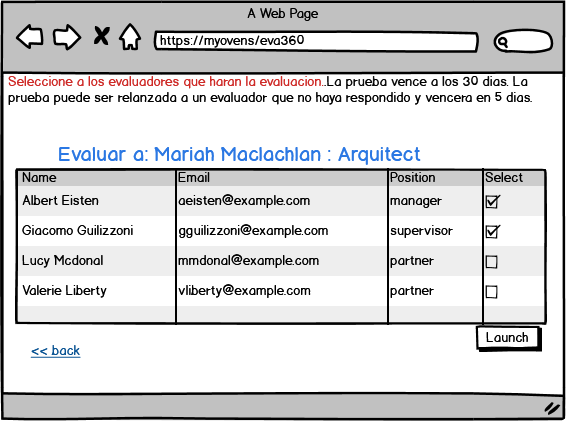 A Web Page
https://myovens/eva360
Seleccione a los evaluadores que haran la evaluacion..La prueba vence a los 30 dias. La
prueba puede ser relanzada a un evaluador que no haya respondido y vencera en 5 dias.
Evaluar a: Mariah Maclachlan : Arquitect
Name Email Position Select
Albert Eisten aeisten@example.com manager
Giacomo Guilizzoni gguilizzoni@example.com supervisor
Lucy Mcdonal mmdonal@example.com partner
Valerie Liberty vliberty@example.com partner
Launch
<< back